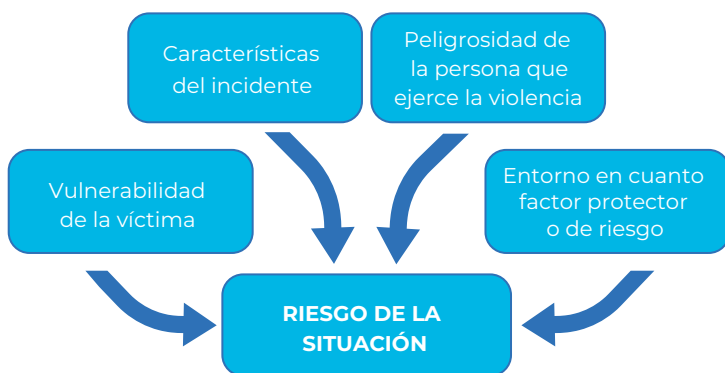 Características
del incidente
Peligrosidad de
la persona que
ejerce la violencia
Vulnerabilidad
de la víctima
Entorno en cuanto
factor protector
o de riesgo
RIESGO DE LA
SITUACIÓN